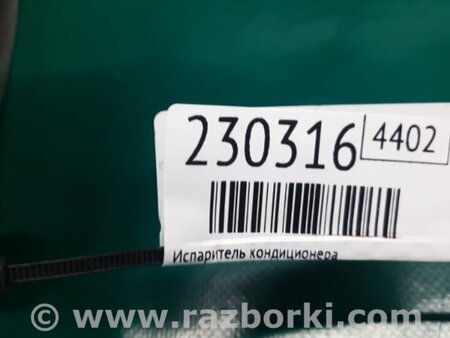 230316 4402
Испаритель кондиционера
© www.razborki.com